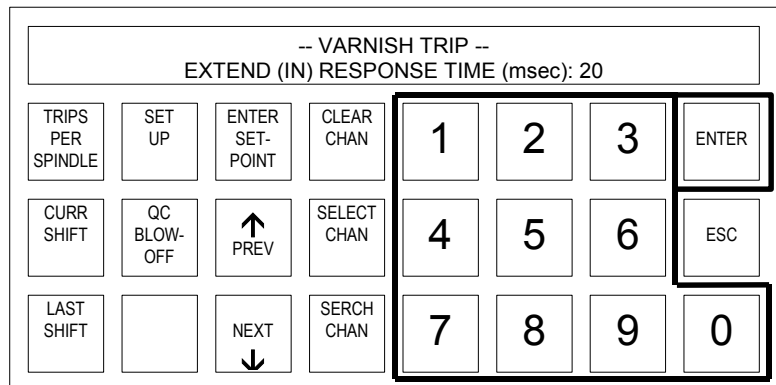 -- VARNISH TRIP --
EXTEND (IN) RESPONSE TIME (msec): 20
TRIPS
PER
SPINDLE
SET
UP
ENTER
SET-
POINT
CLEAR
CHAN
1
2
3
ENTER
CURR
SHIFT
QC
BLOW-
OFF
PREV
SELECT
CHAN
4
5
6
ESC
LAST
SHIFT
NEXT
SERCH
CHAN
7
8
9
0